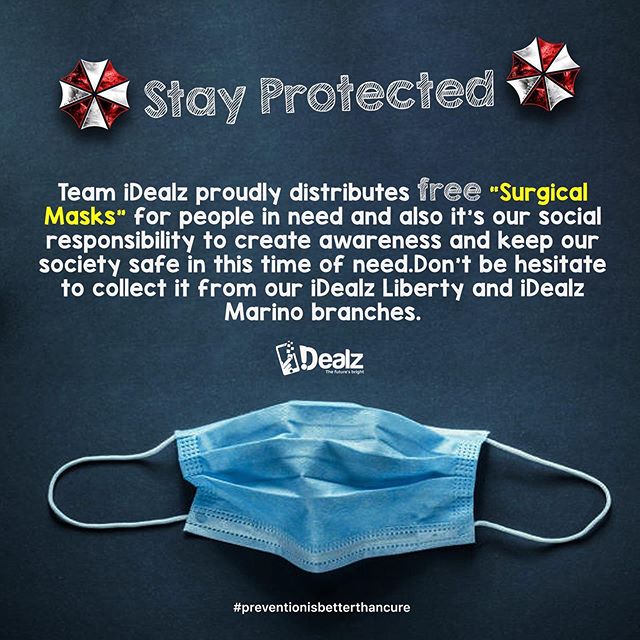 Stay Protected
Team iDealz proudly distributes free "Surgical
Masks" for people in need and also it's our social
responsibility to create awareness and keep our
society safe in this time of need.Don't be hesitate
to collect it from our iDealz Liberty and iDealz
Marino branches.
iDealz
The future's bright
#preventionisbetterthancure